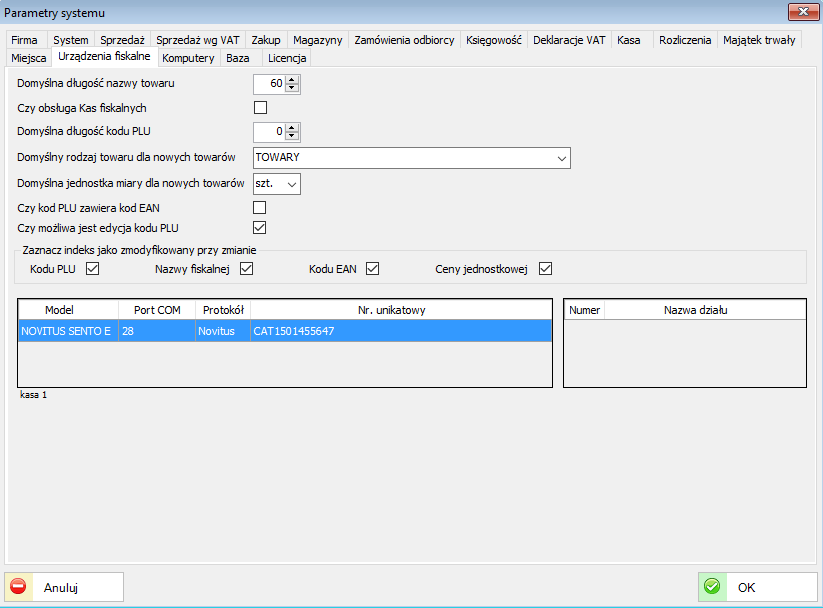 Parametry systemu
Firma System Sprzedaż Sprzedaż wg VAT Zakup Magazyny Zamówienia odbiorcy Księgowość Deklaracje VAT Kasa Rozliczenia Majątek trwały
Miejsca Urządzenia fiskalne Komputery Baza Licencja
Domyślna długość nazwy towaru 60
Czy obsługa Kas fiskalnych
Domyślna długość kodu PLU 0
Domyślny rodzaj towaru dla nowych towarów TOWARY
Domyślna jednostka miary dla nowych towarów szt.
Czy kod PLU zawiera kod EAN
Czy możliwa jest edycja kodu PLU
Zaznacz indeks jako zmodyfikowany przy zmianie
Kodu PLU Nazwy fiskalnej Kodu EAN Ceny jednostkowej
Model Port COM Protokół Nr. unikatowy Numer Nazwa działu
NOVITUS SENTO E 28 Novitus CAT1501455647
kasa 1
Anuluj OK